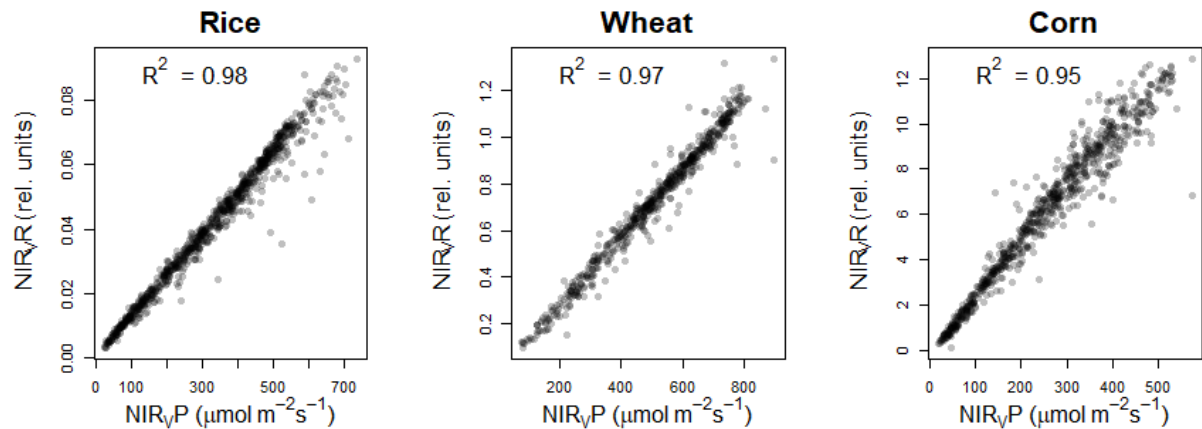 Rice
R² = 0.98
NIRᵥR (rel. units)
0.00 0.02 0.04 0.06 0.08
0 100 300 500 700
NIRᵥP (μmol m⁻²s⁻¹)
Wheat
R² = 0.97
NIRᵥR (rel. units)
0.2 0.4 0.6 0.8 1.0 1.2
200 400 600 800
NIRᵥP (μmol m⁻²s⁻¹)
Corn
R² = 0.95
NIRᵥR (rel. units)
0 2 4 6 8 10 12
0 100 200 300 400 500
NIRᵥP (μmol m⁻²s⁻¹)